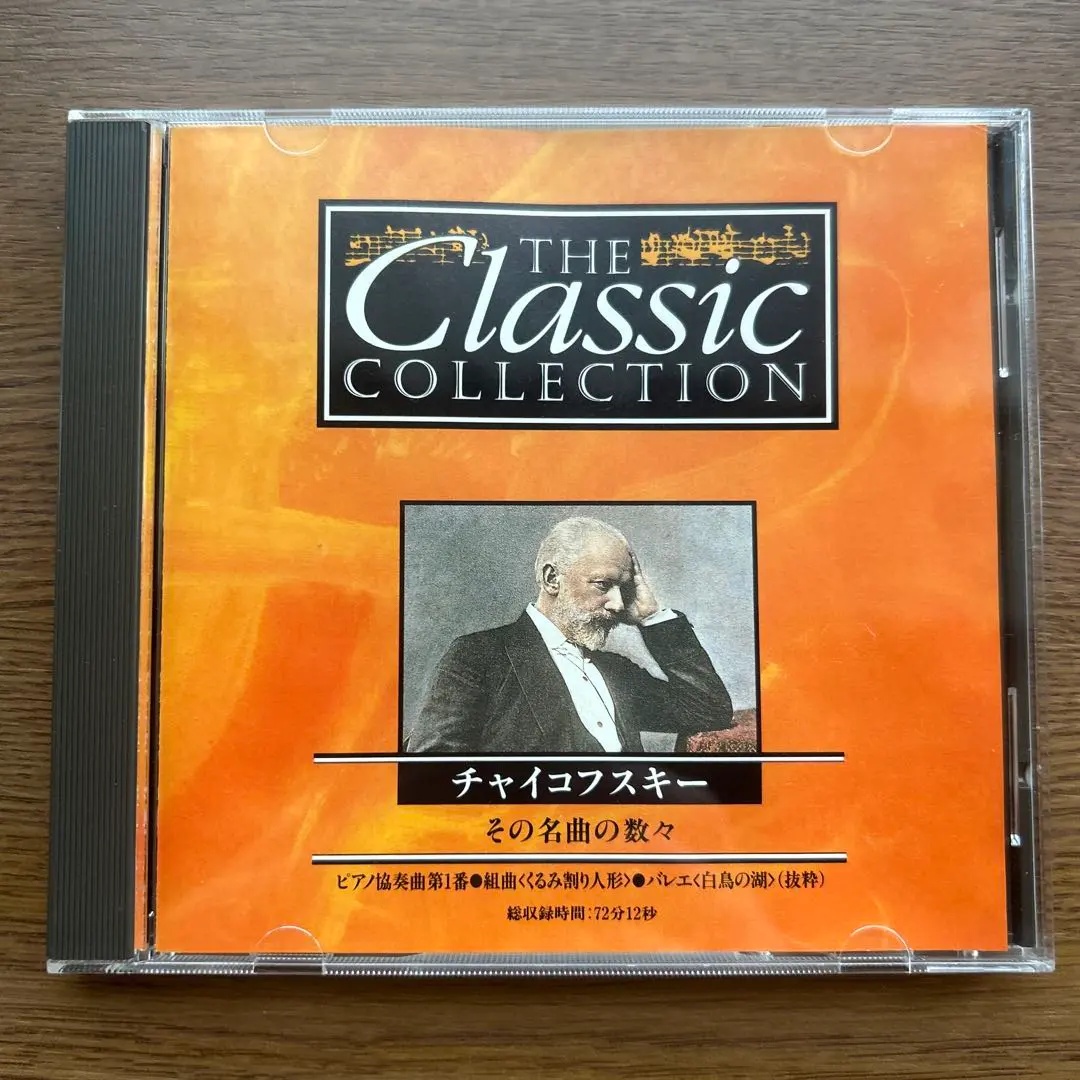 THE
Classic
COLLECTION
チャイコフスキー
その名曲の数々
ピアノ協奏曲第1番●組曲〈くるみ割り人形〉●バレエ〈白鳥の湖〉(抜粋)
総収録時間:72分12秒